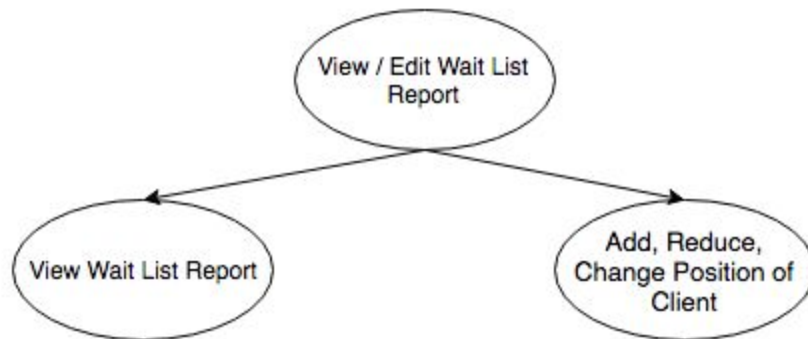 View / Edit Wait List
Report
View Wait List Report
Add, Reduce,
Change Position of
Client